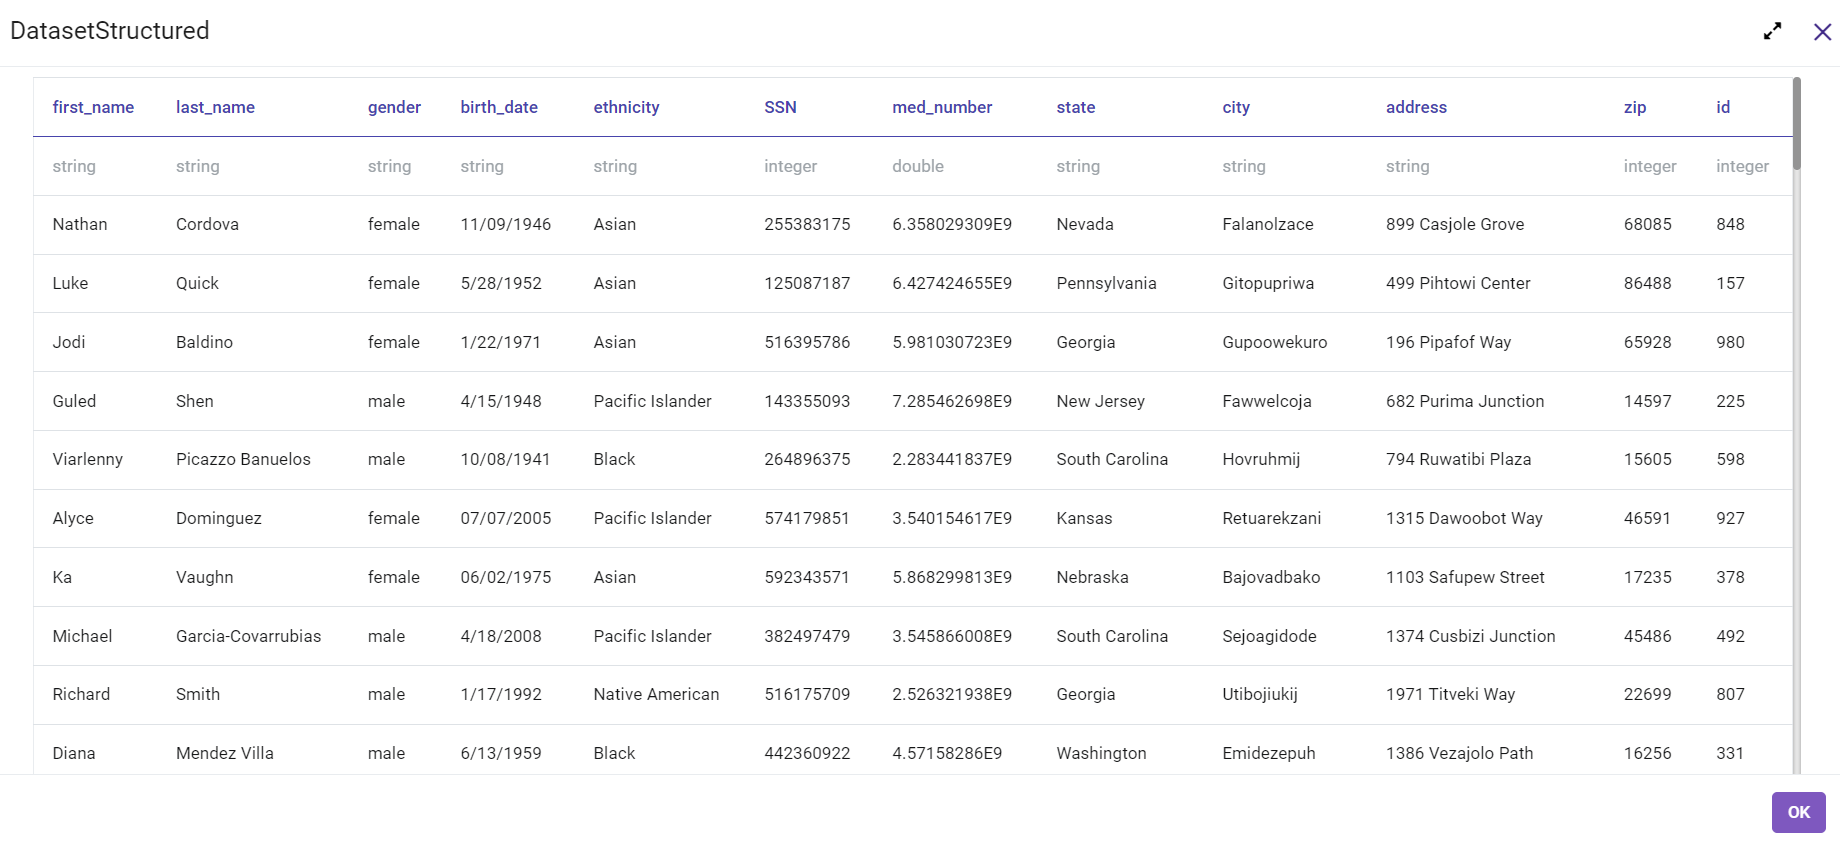 DatasetStructured
first_name last_name gender birth_date ethnicity SSN med_number state city address zip id
string string string string string integer double string string string integer integer
Nathan Cordova female 11/09/1946 Asian 255383175 6.358029309E9 Nevada Falanolzace 899 Casjole Grove 68085 848
Luke Quick female 5/28/1952 Asian 125087187 6.427424655E9 Pennsylvania Gitopupriwa 499 Pihtowi Center 86488 157
Jodi Baldino female 1/22/1971 Asian 516395786 5.981030723E9 Georgia Gupoowekuro 196 Pipafof Way 65928 980
Guled Shen male 4/15/1948 Pacific Islander 143355093 7.285462698E9 New Jersey Fawwelcoja 682 Purima Junction 14597 225
Viarlenny Picazzo Banuelos male 10/08/1941 Black 264896375 2.283441837E9 South Carolina Hovruhmij 794 Ruwatibi Plaza 15605 598
Alyce Dominguez female 07/07/2005 Pacific Islander 574179851 3.540154617E9 Kansas Retuarekzani 1315 Dawoobot Way 46591 927
Ka Vaughn female 06/02/1975 Asian 592343571 5.868299813E9 Nebraska Bajovadbako 1103 Safupew Street 17235 378
Michael Garcia-Covarrubias male 4/18/2008 Pacific Islander 382497479 3.545866008E9 South Carolina Sejoagidode 1374 Cusbizi Junction 45486 492
Richard Smith male 1/17/1992 Native American 516175709 2.526321938E9 Georgia Utibojiukij 1971 Titveki Way 22699 807
Diana Mendez Villa male 6/13/1959 Black 442360922 4.57158286E9 Washington Emidezepuh 1386 Vezajolo Path 16256 331
OK